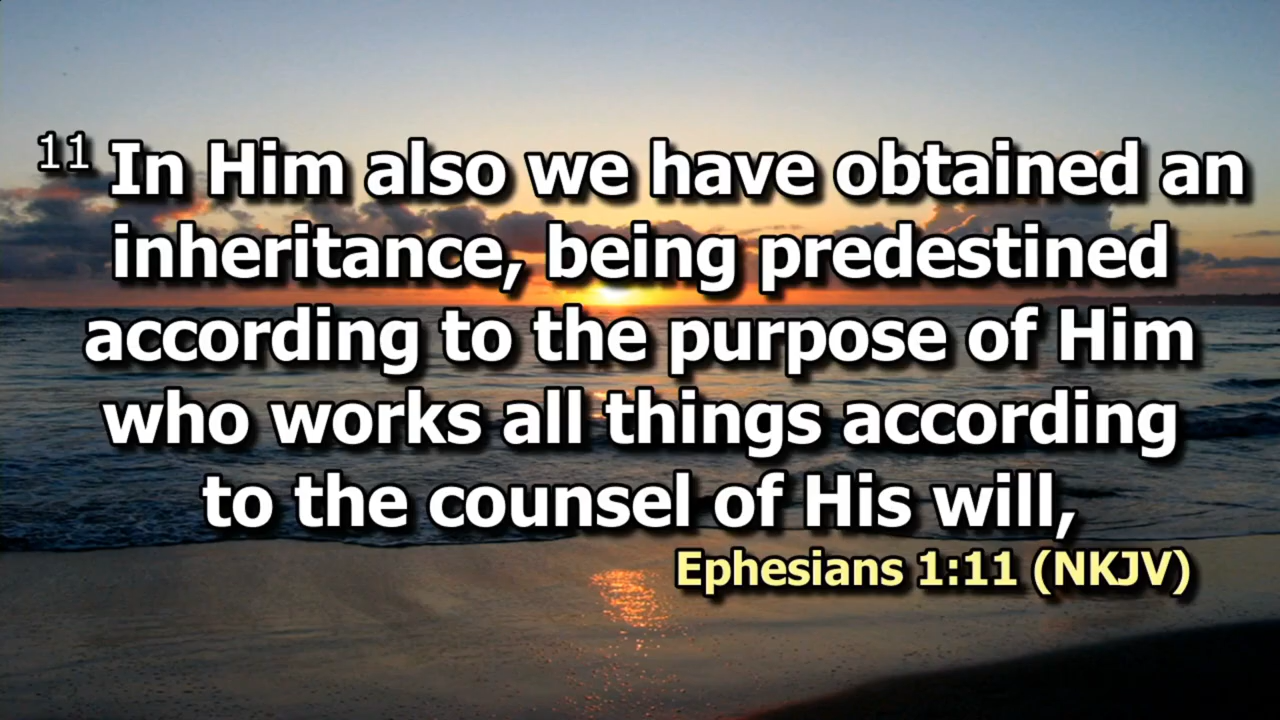 11 In Him also we have obtained an
inheritance, being predestined
according to the purpose of Him
who works all things according
to the counsel of His will,
Ephesians 1:11 (NKJV)